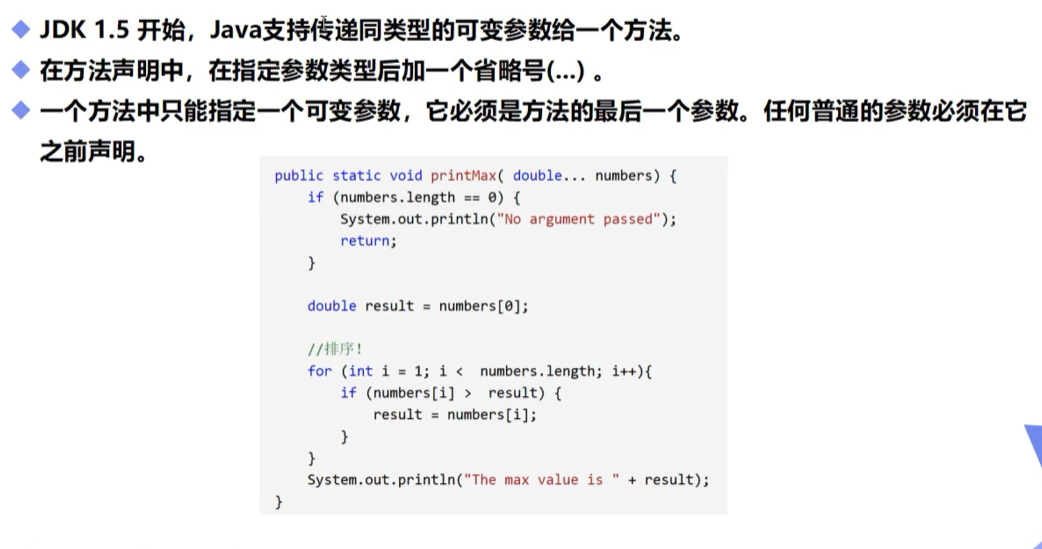 JDK 1.5 开始，Java支持传递同类型的可变参数给一个方法。
在方法声明中，在指定参数类型后加一个省略号(...) 。
一个方法中只能指定一个可变参数，它必须是方法的最后一个参数。任何普通的参数必须在它
之前声明。
public static void printMax( double... numbers) {
    if (numbers.length == 0) {
        System.out.println("No argument passed");
        return;
    }
    double result = numbers[0];
    //排序！
    for (int i = 1; i <  numbers.length; i++){
        if (numbers[i] >  result) {
            result = numbers[i];
        }
    }
    System.out.println("The max value is " + result);
}